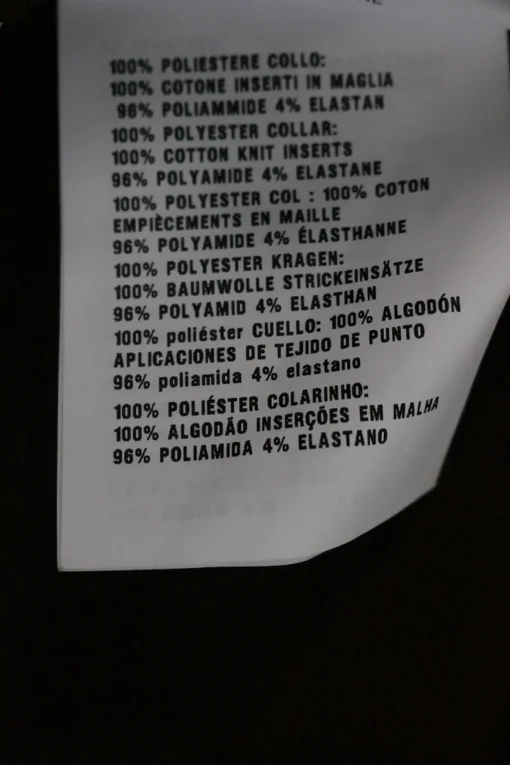 100% POLIESTERE COLLO:
100% COTONE INSERTI IN MAGLIA
96% POLIAMMIDE 4% ELASTAN
100% POLYESTER COLLAR:
100% COTTON KNIT INSERTS
96% POLYAMIDE 4% ELASTANE
100% POLYESTER COL : 100% COTON
EMPIÈCEMENTS EN MAILLE
96% POLYAMIDE 4% ÉLASTHANNE
100% POLYESTER KRAGEN:
100% BAUMWOLLE STRICKEINSÄTZE
96% POLYAMID 4% ELASTHAN
100% poliéster CUELLO: 100% ALGODÓN
APLICACIONES DE TEJIDO DE PUNTO
96% poliamida 4% elastano
100% POLIÉSTER COLARINHO:
100% ALGODÃO INSERÇÕES EM MALHA
96% POLIAMIDA 4% ELASTANO